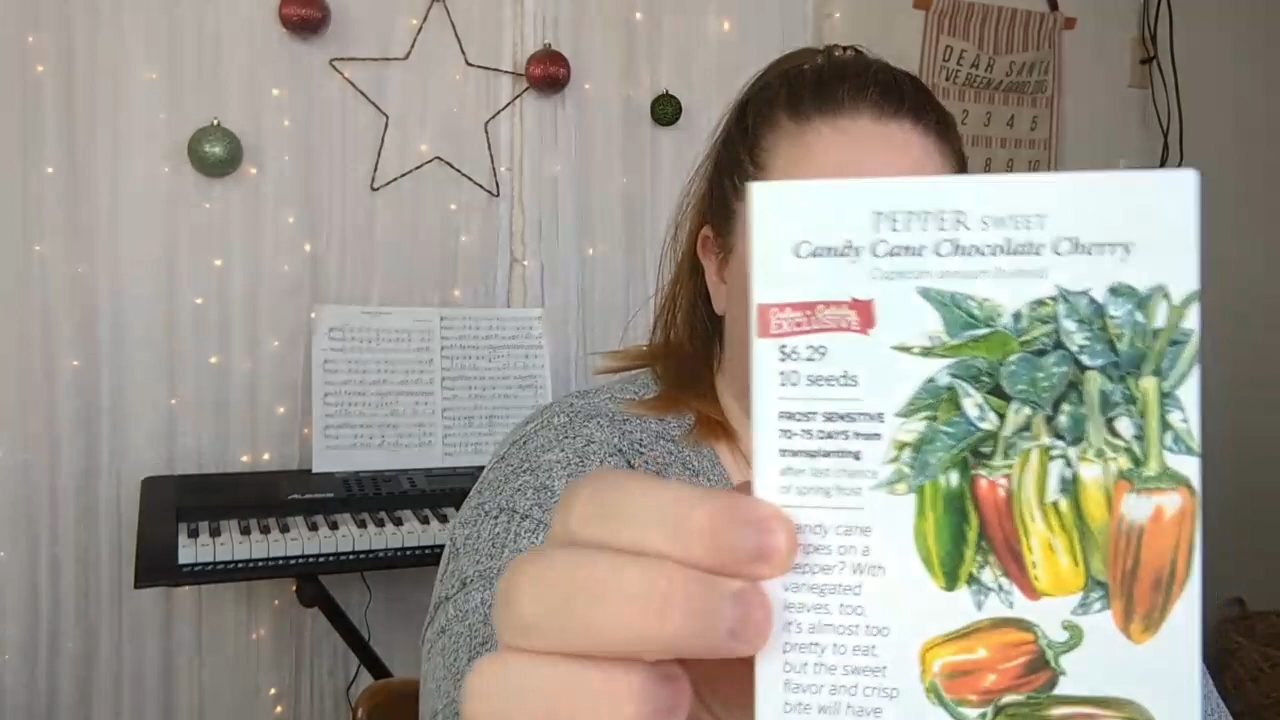 DEAR SANTA
I'VE BEEN A GOOD DOG
2 3 4 5
8 9 10
ALESIS
PEPPER SWEET
Candy Cane Chocolate Cherry
EXCLUSIVE
$6.29
10 seeds
FROST SENSITIVE
70-75 DAYS from
transplanting
after last chance
of spring frost
andy cane
ripes on a
pepper? With
variegated
leaves, too,
it's almost too
pretty to eat,
but the sweet
flavor and crisp
bite will have